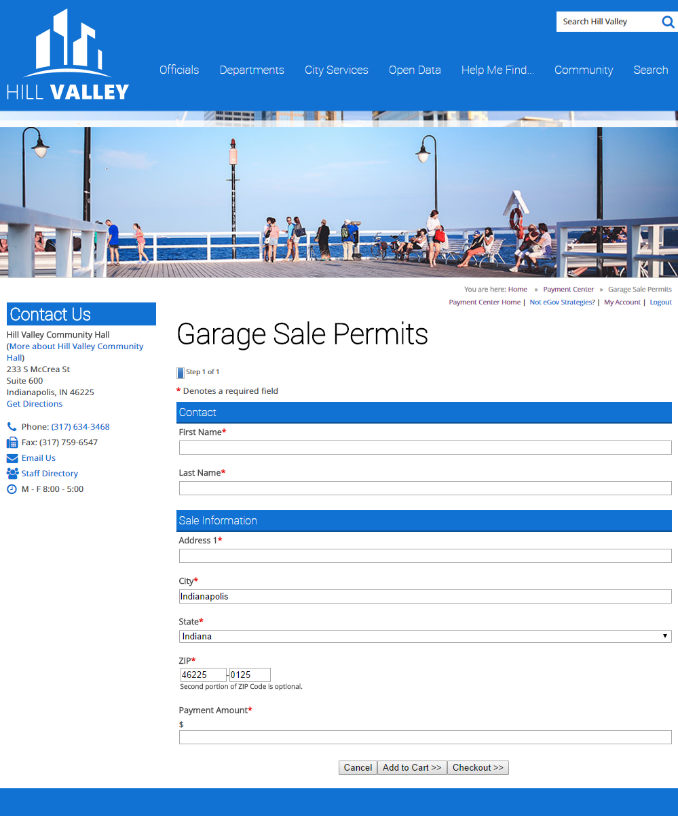 Search Hill Valley
HILL VALLEY
Officials Departments City Services Open Data Help Me Find... Community Search
You are here: Home » Payment Center » Garage Sale Permits
Payment Center Home | Not eGov Strategies? | My Account | Logout
Contact Us
Hill Valley Community Hall
(More about Hill Valley Community
Hall)
233 S McCrea St
Suite 600
Indianapolis, IN 46225
Get Directions
Phone: (317) 634-3468
Fax: (317) 759-6547
Email Us
Staff Directory
M - F 8:00 - 5:00
Garage Sale Permits
Step 1 of 1
* Denotes a required field
Contact
First Name*
Last Name*
Sale Information
Address 1*
City*
Indianapolis
State*
Indiana
ZIP*
46225 - 0125
Second portion of ZIP Code is optional.
Payment Amount*
$
Cancel Add to Cart >> Checkout >>